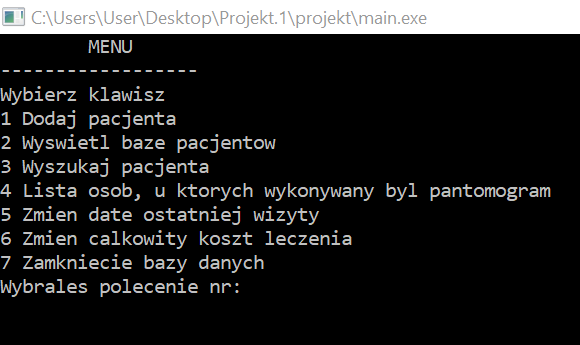 C:\Users\User\Desktop\Projekt.1\projekt\main.exe
MENU
------------------
Wybierz klawisz
1 Dodaj pacjenta
2 Wyswietl baze pacjentow
3 Wyszukaj pacjenta
4 Lista osob, u ktorych wykonywany byl pantomogram
5 Zmien date ostatniej wizyty
6 Zmien calkowity koszt leczenia
7 Zamkniecie bazy danych
Wybrales polecenie nr: